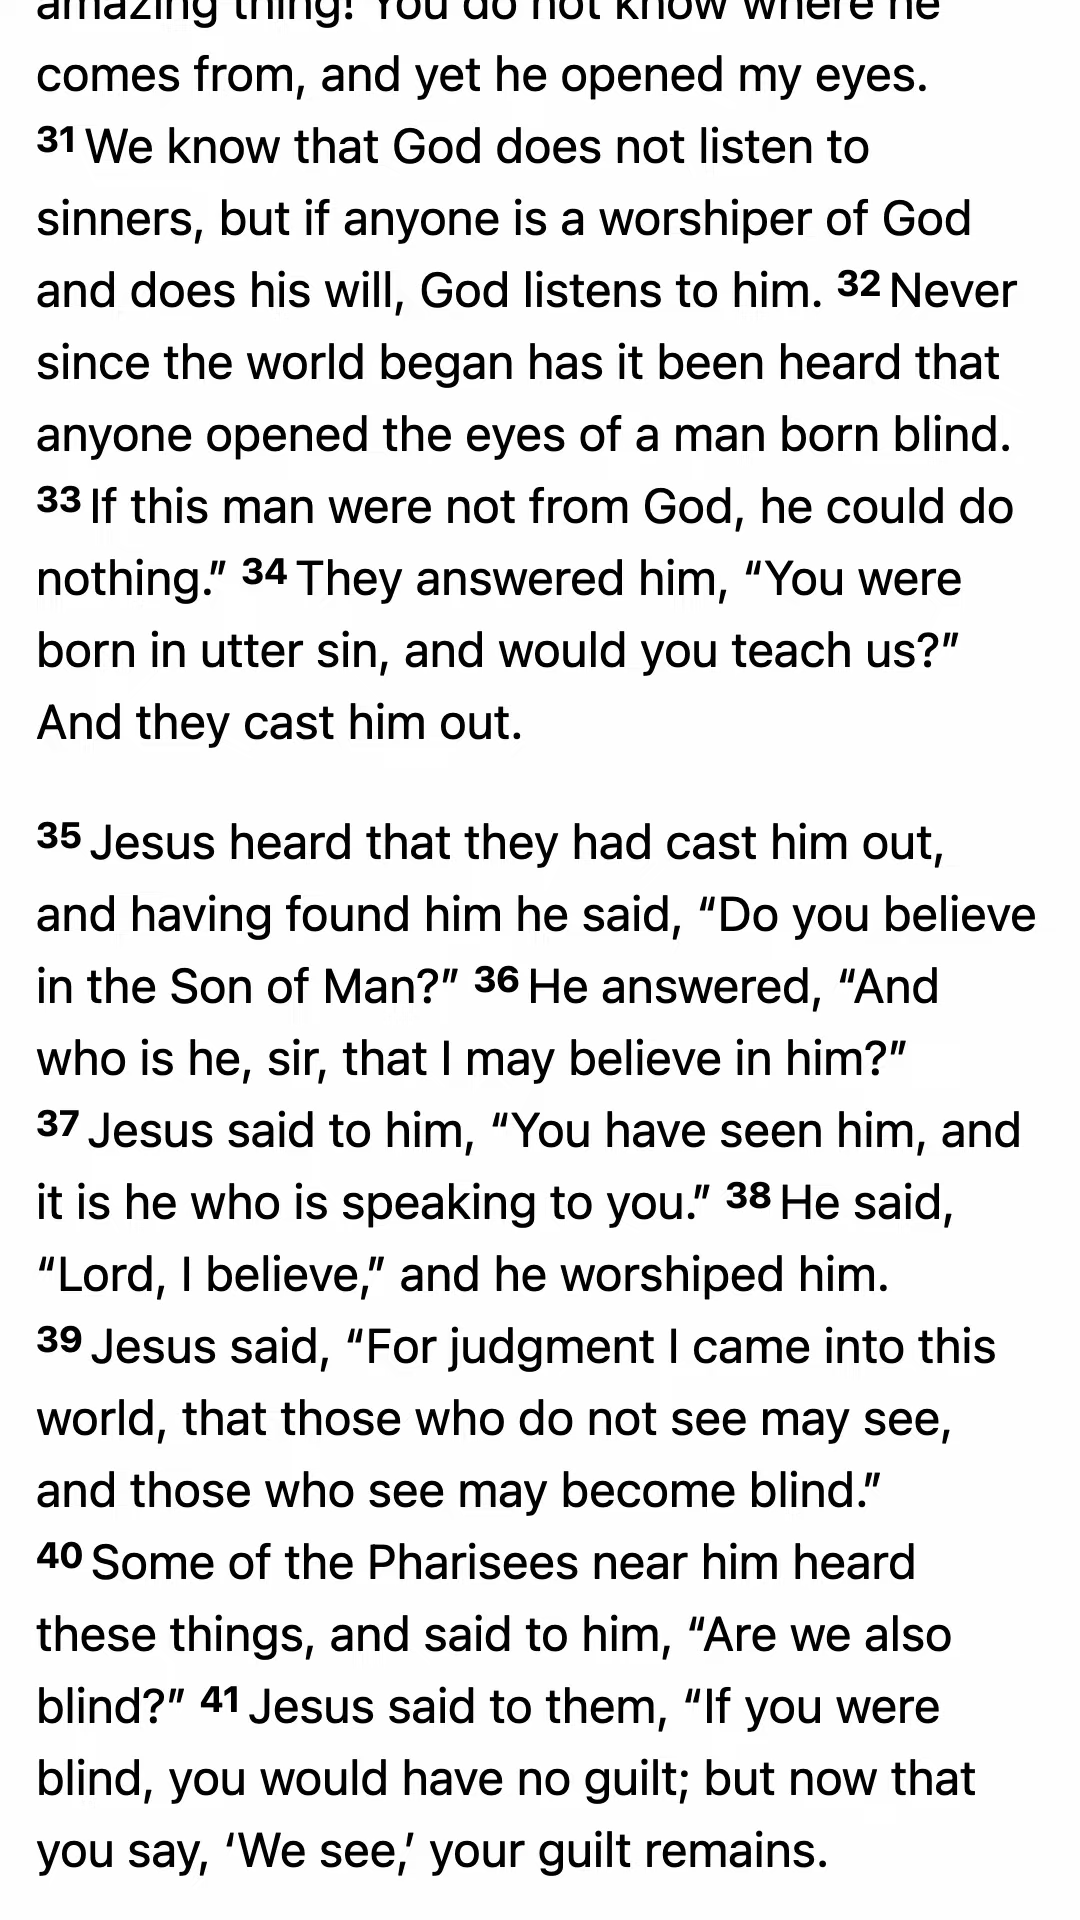 amazing thing! You do not know where he
comes from, and yet he opened my eyes.
31 We know that God does not listen to
sinners, but if anyone is a worshiper of God
and does his will, God listens to him. 32 Never
since the world began has it been heard that
anyone opened the eyes of a man born blind.
33 If this man were not from God, he could do
nothing.” 34 They answered him, “You were
born in utter sin, and would you teach us?”
And they cast him out.
35 Jesus heard that they had cast him out,
and having found him he said, “Do you believe
in the Son of Man?” 36 He answered, “And
who is he, sir, that I may believe in him?”
37 Jesus said to him, “You have seen him, and
it is he who is speaking to you.” 38 He said,
“Lord, I believe,” and he worshiped him.
39 Jesus said, “For judgment I came into this
world, that those who do not see may see,
and those who see may become blind.”
40 Some of the Pharisees near him heard
these things, and said to him, “Are we also
blind?” 41 Jesus said to them, “If you were
blind, you would have no guilt; but now that
you say, ‘We see,’ your guilt remains.